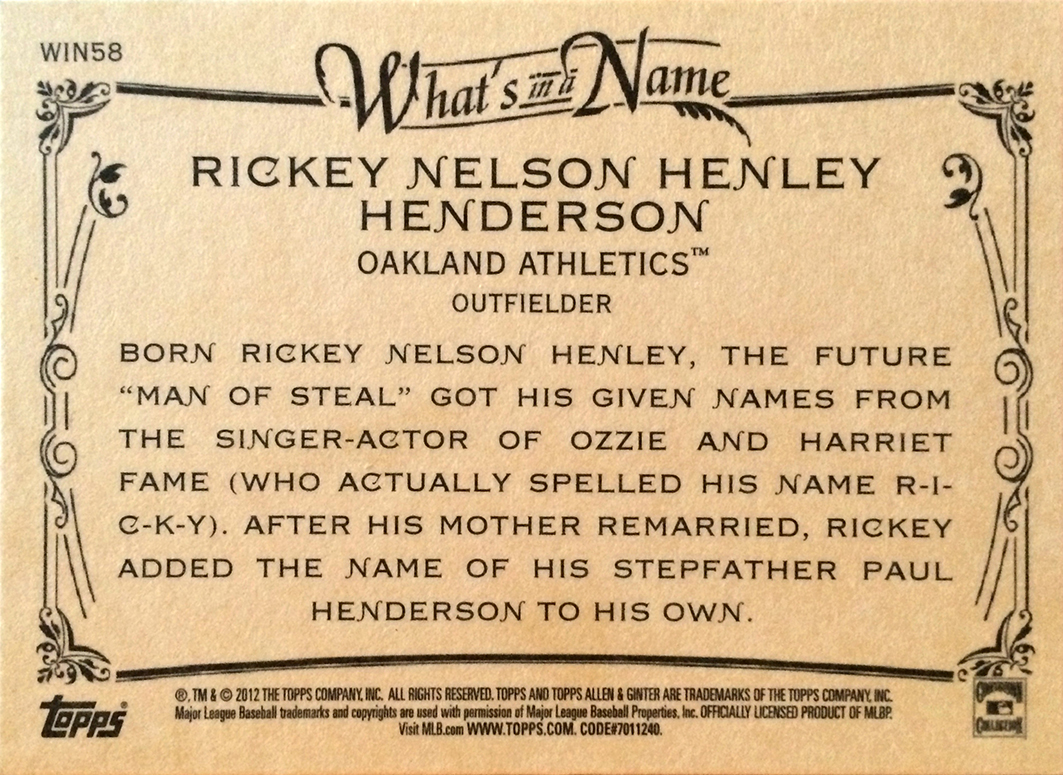 WIN58
What's in a Name
RICKEY NELSON HENLEY
HENDERSON
OAKLAND ATHLETICS™
OUTFIELDER
BORN RICKEY NELSON HENLEY, THE FUTURE
“MAN OF STEAL” GOT HIS GIVEN NAMES FROM
THE SINGER-ACTOR OF OZZIE AND HARRIET
FAME (WHO ACTUALLY SPELLED HIS NAME R-I-
C-K-Y). AFTER HIS MOTHER REMARRIED, RICKEY
ADDED THE NAME OF HIS STEPFATHER PAUL
HENDERSON TO HIS OWN.
topps®
®, TM & © 2012 THE TOPPS COMPANY, INC. ALL RIGHTS RESERVED. TOPPS AND TOPPS ALLEN & GINTER ARE TRADEMARKS OF THE TOPPS COMPANY, INC.
Major League Baseball trademarks and copyrights are used with permission of Major League Baseball Properties, Inc. OFFICIALLY LICENSED PRODUCT OF MLBP.
Visit MLB.com WWW.TOPPS.COM. CODE#7011240.
COOPERSTOWN
COLLECTION